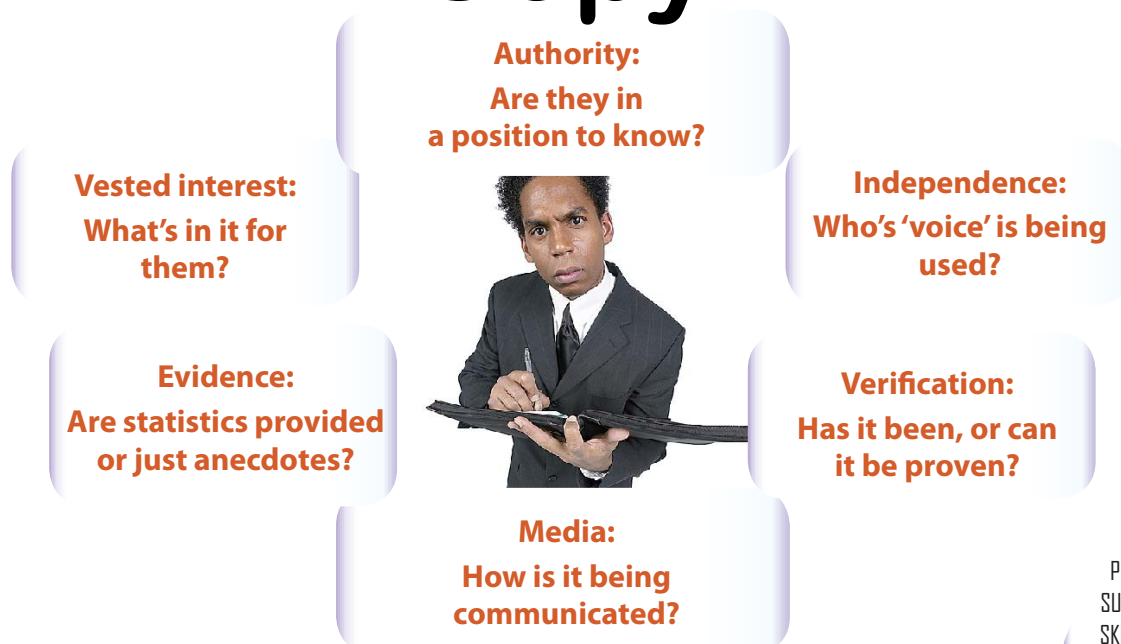 Authority:
Are they in
a position to know?
Vested interest:
What's in it for
them?
Independence:
Who's ‘voice’ is being
used?
Evidence:
Are statistics provided
or just anecdotes?
Verification:
Has it been, or can
it be proven?
Media:
How is it being
communicated?
P
SU
SK